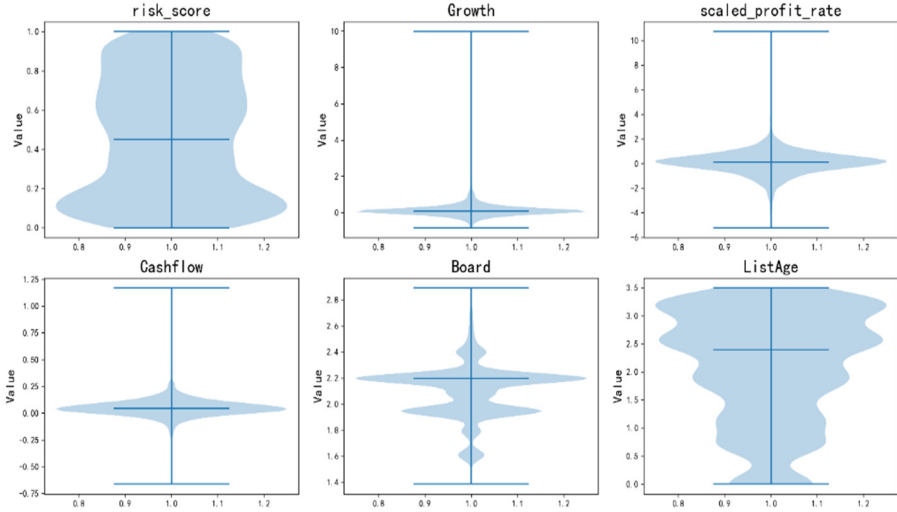 risk_score
Growth
scaled_profit_rate
1.0
0.8
0.6
0.4
0.2
0.0
Value
0.8 0.9 1.0 1.1 1.2
10
8
6
4
2
0
Value
0.8 0.9 1.0 1.1 1.2
10
8
6
4
2
0
-2
-4
-6
Value
0.8 0.9 1.0 1.1 1.2
Cashflow
Board
ListAge
1.25
1.00
0.75
0.50
0.25
0.00
-0.25
-0.50
-0.75
Value
0.8 0.9 1.0 1.1 1.2
2.8
2.6
2.4
2.2
2.0
1.8
1.6
1.4
Value
0.8 0.9 1.0 1.1 1.2
3.5
3.0
2.5
2.0
1.5
1.0
0.5
0.0
Value
0.8 0.9 1.0 1.1 1.2